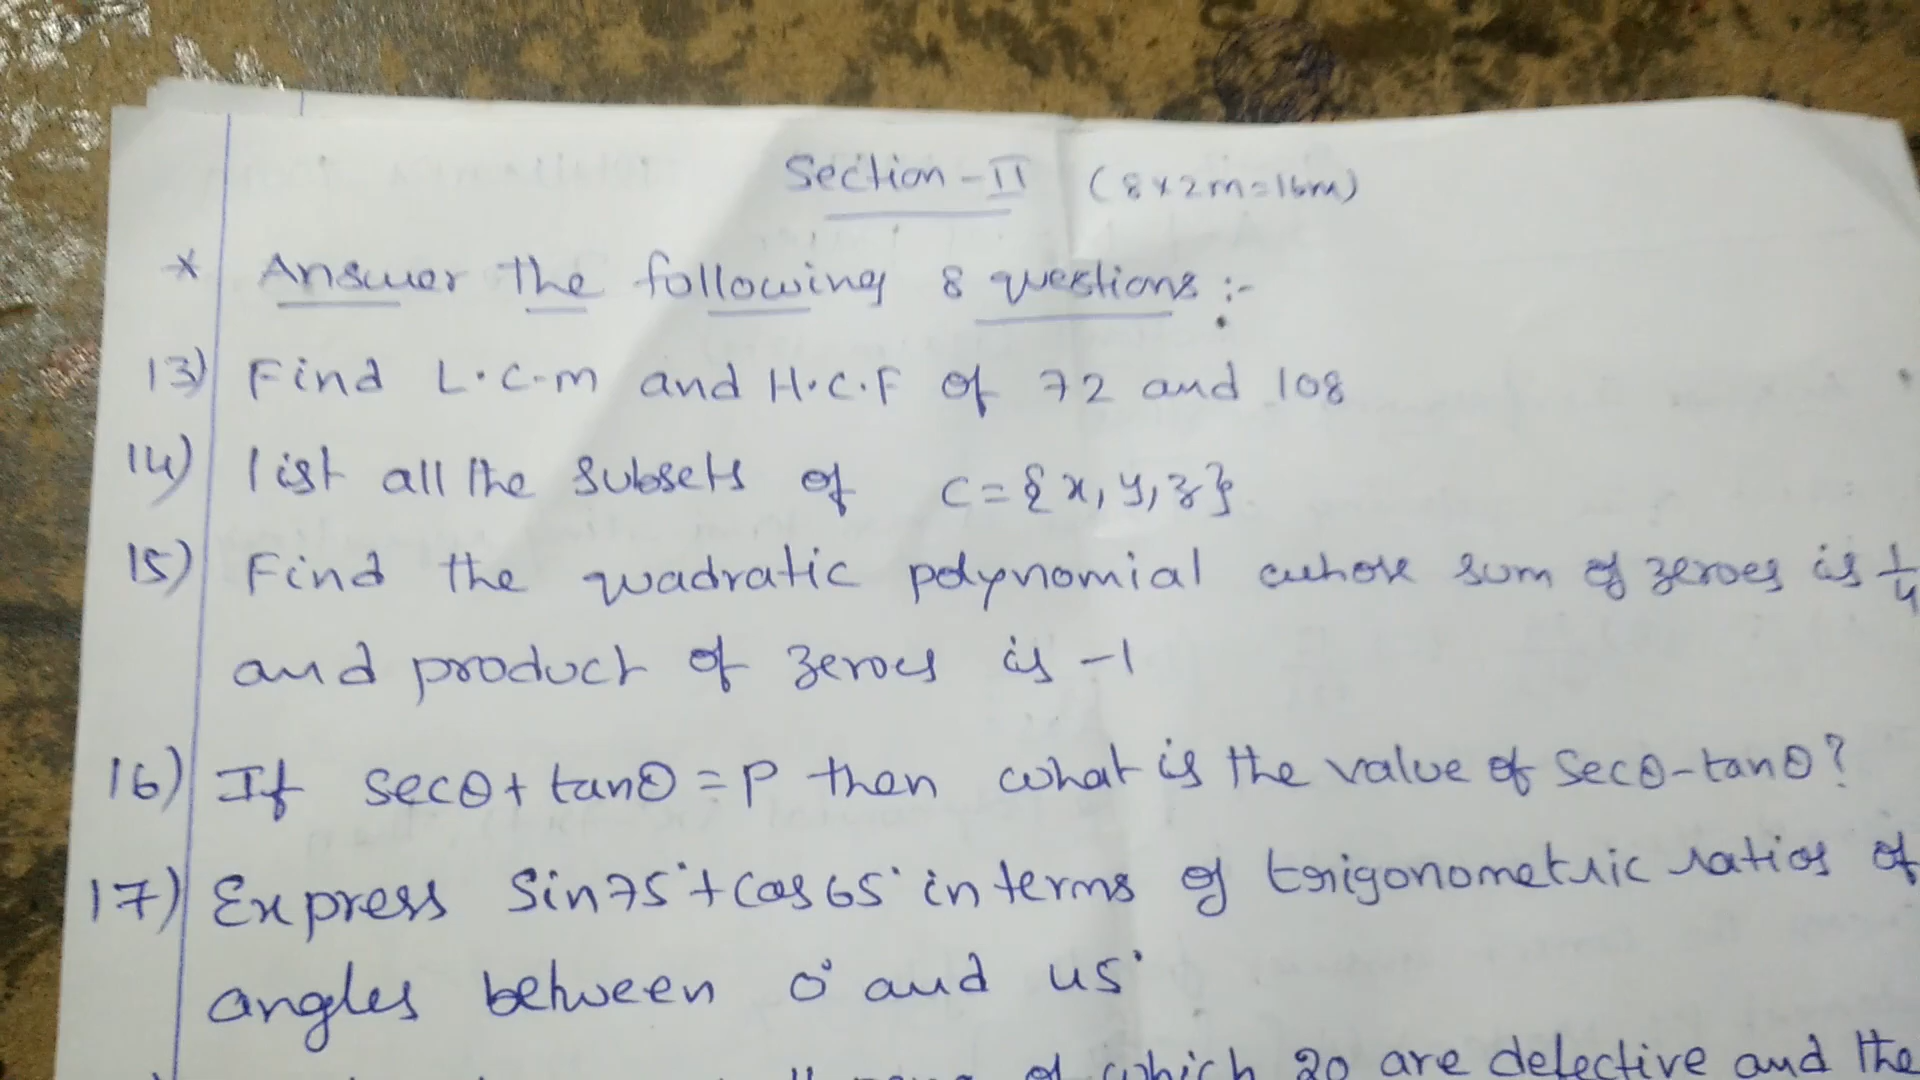 Section-II (8x2m=16m)
* Answer the following 8 questions :-
13) Find L.C.M and H.C.F of 72 and 108
14) list all the subsets of C={x, y, z}
15) Find the quadratic polynomial whose sum of zeroes is 1/4
and product of zeroes is -1
16) If secθ+tanθ=P then what is the value of Secθ-tanθ?
17) Express Sin75°+Cos65° in terms of trigonometric ratios of
angles between 0° and 45°
of which 20 are defective and the